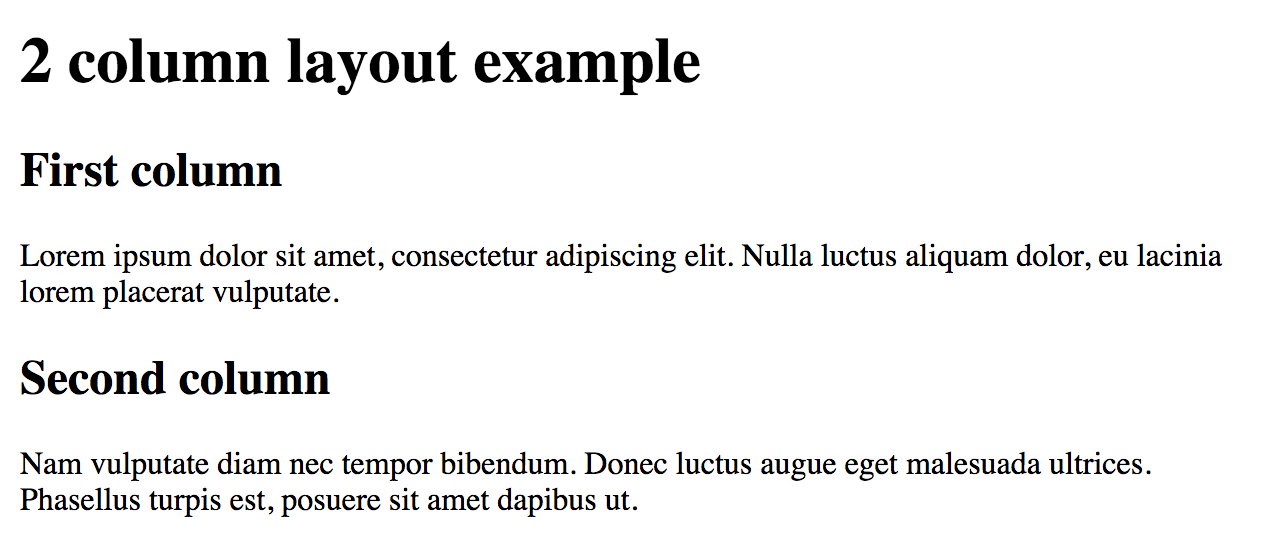 2 column layout example
First column
Lorem ipsum dolor sit amet, consectetur adipiscing elit. Nulla luctus aliquam dolor, eu lacinia
lorem placerat vulputate.
Second column
Nam vulputate diam nec tempor bibendum. Donec luctus augue eget malesuada ultrices.
Phasellus turpis est, posuere sit amet dapibus ut.